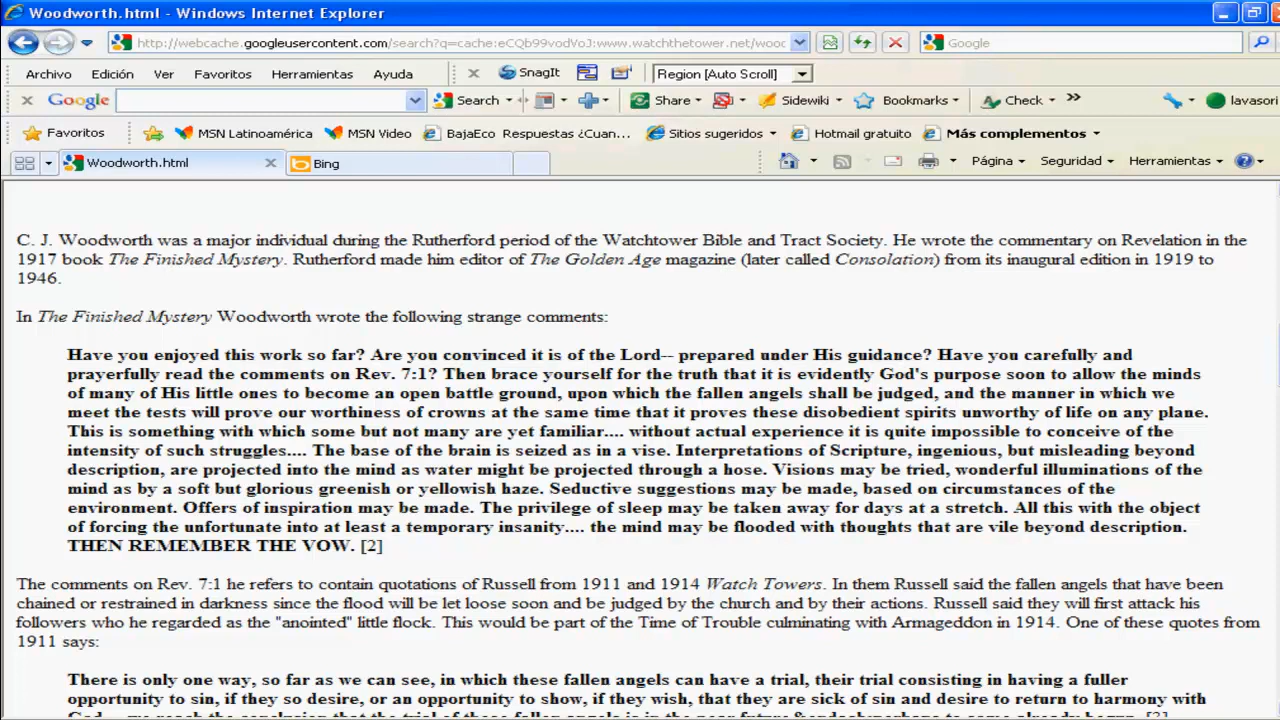 Woodworth.html - Windows Internet Explorer
http://webcache.googleusercontent.com/search?q=cache:eCQb99vodVoJ:www.watchthetower.net/wooc
Google
Archivo Edición Ver Favoritos Herramientas Ayuda
SnagIt
Region [Auto Scroll]
Google Search Share Sidewiki Bookmarks Check lavasori
Favoritos MSN Latinoamérica MSN Video BajaEco Respuestas ¿Cuan... Sitios sugeridos Hotmail gratuito Más complementos
Woodworth.html Bing Página Seguridad Herramientas
C. J. Woodworth was a major individual during the Rutherford period of the Watchtower Bible and Tract Society. He wrote the commentary on Revelation in the
1917 book The Finished Mystery. Rutherford made him editor of The Golden Age magazine (later called Consolation) from its inaugural edition in 1919 to
1946.
In The Finished Mystery Woodworth wrote the following strange comments:
Have you enjoyed this work so far? Are you convinced it is of the Lord-- prepared under His guidance? Have you carefully and
prayerfully read the comments on Rev. 7:1? Then brace yourself for the truth that it is evidently God's purpose soon to allow the minds
of many of His little ones to become an open battle ground, upon which the fallen angels shall be judged, and the manner in which we
meet the tests will prove our worthiness of crowns at the same time that it proves these disobedient spirits unworthy of life on any plane.
This is something with which some but not many are yet familiar.... without actual experience it is quite impossible to conceive of the
intensity of such struggles.... The base of the brain is seized as in a vise. Interpretations of Scripture, ingenious, but misleading beyond
description, are projected into the mind as water might be projected through a hose. Visions may be tried, wonderful illuminations of the
mind as by a soft but glorious greenish or yellowish haze. Seductive suggestions may be made, based on circumstances of the
environment. Offers of inspiration may be made. The privilege of sleep may be taken away for days at a stretch. All this with the object
of forcing the unfortunate into at least a temporary insanity.... the mind may be flooded with thoughts that are vile beyond description.
THEN REMEMBER THE VOW. [2]
The comments on Rev. 7:1 he refers to contain quotations of Russell from 1911 and 1914 Watch Towers. In them Russell said the fallen angels that have been
chained or restrained in darkness since the flood will be let loose soon and be judged by the church and by their actions. Russell said they will first attack his
followers who he regarded as the "anointed" little flock. This would be part of the Time of Trouble culminating with Armageddon in 1914. One of these quotes from
1911 says:
There is only one way, so far as we can see, in which these fallen angels can have a trial, their trial consisting in having a fuller
opportunity to sin, if they so desire, or an opportunity to show, if they wish, that they are sick of sin and desire to return to harmony with